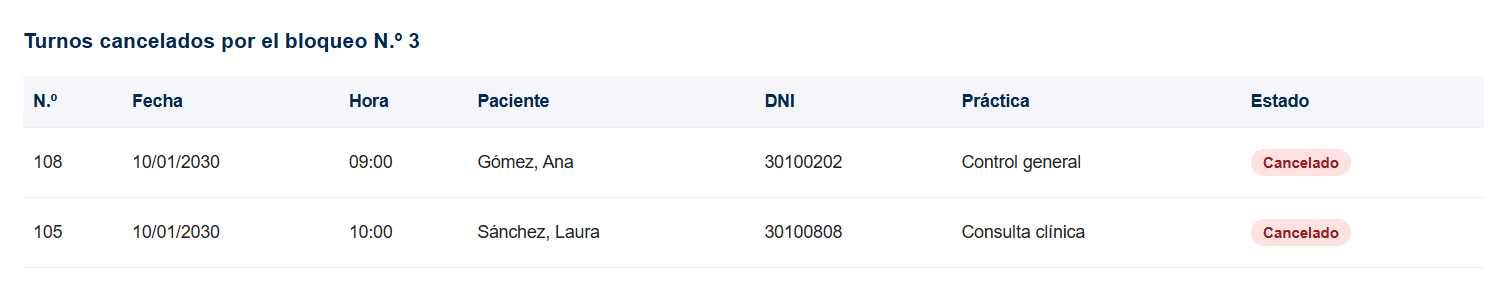 Turnos cancelados por el bloqueo N.º 3
N.º Fecha Hora Paciente DNI Práctica Estado
108 10/01/2030 09:00 Gómez, Ana 30100202 Control general Cancelado
105 10/01/2030 10:00 Sánchez, Laura 30100808 Consulta clínica Cancelado